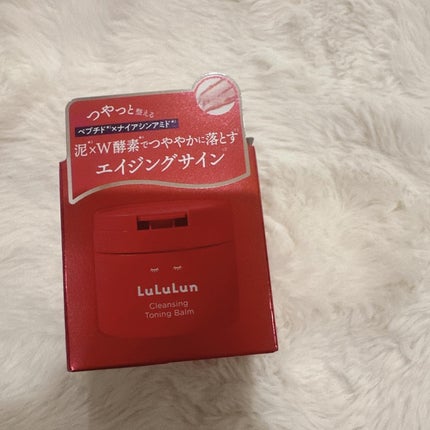 つやっと整える
ペプチド×ナイアシンアミド
泥×W酵素でつややかに落とす
エイジングサイン
LuLuLun
Cleansing
Toning Balm